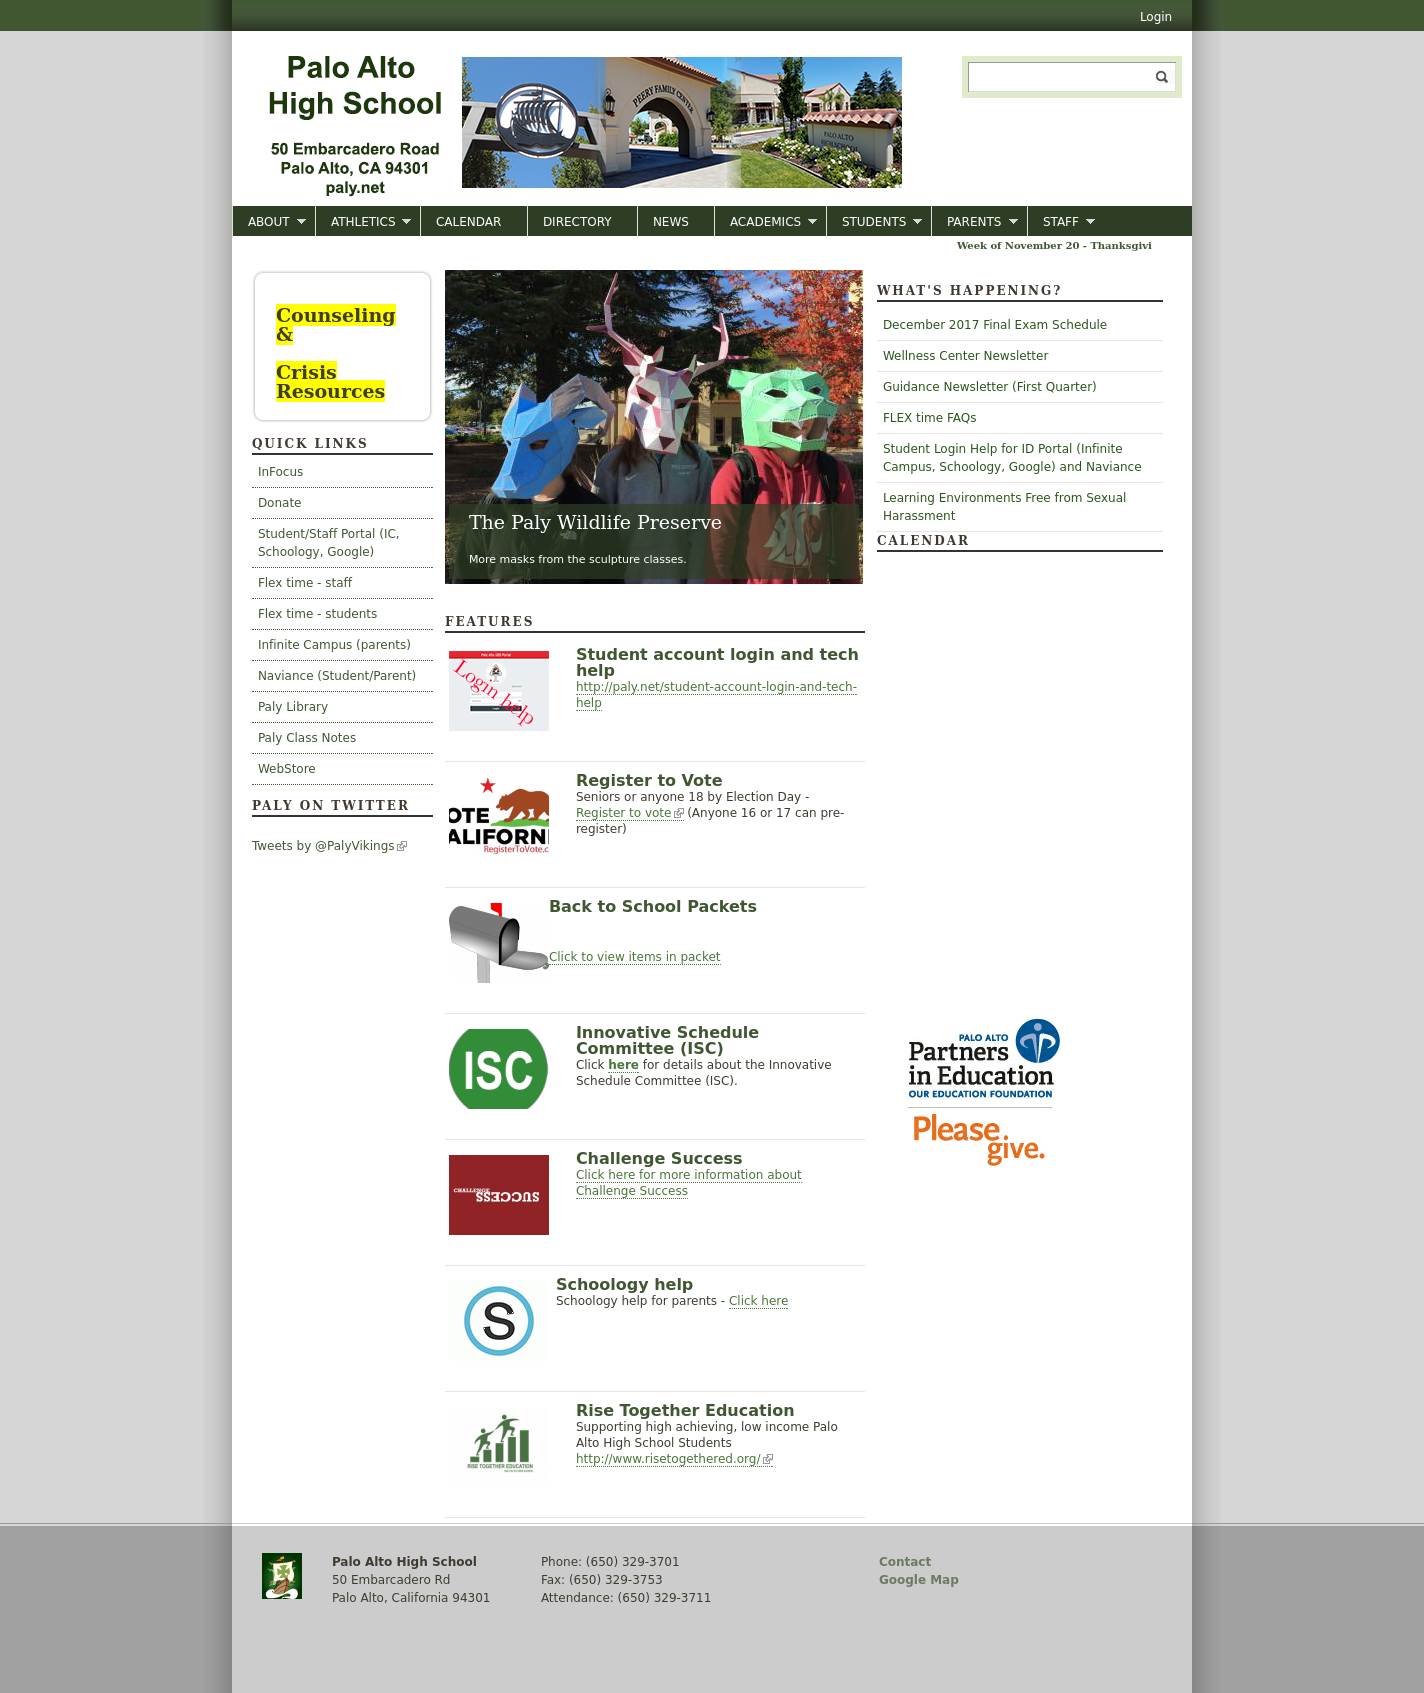 Login
Palo Alto
High School
50 Embarcadero Road
Palo Alto, CA 94301
paly.net
PEERY FAMILY CENTER
PALO ALTO
HIGH SCHOOL
ABOUT
ATHLETICS
CALENDAR
DIRECTORY
NEWS
ACADEMICS
STUDENTS
PARENTS
STAFF
Week of November 20 - Thanksgivi
Counseling
&
Crisis
Resources
QUICK LINKS
InFocus
Donate
Student/Staff Portal (IC,
Schoology, Google)
Flex time - staff
Flex time - students
Infinite Campus (parents)
Naviance (Student/Parent)
Paly Library
Paly Class Notes
WebStore
PALY ON TWITTER
Tweets by @PalyVikings
The Paly Wildlife Preserve
More masks from the sculpture classes.
FEATURES
Login help
Student account login and tech
help
http://paly.net/student-account-login-and-tech-
help
OTE
ALIFORN
RegisterToVote.c
Register to Vote
Seniors or anyone 18 by Election Day -
Register to vote (Anyone 16 or 17 can pre-
register)
Back to School Packets
Click to view items in packet
ISC
Innovative Schedule
Committee (ISC)
Click here for details about the Innovative
Schedule Committee (ISC).
CHALLENGE
SUCCESS
Challenge Success
Click here for more information about
Challenge Success
S
Schoology help
Schoology help for parents - Click here
RISE TOGETHER EDUCATION
Rise Together Education
Supporting high achieving, low income Palo
Alto High School Students
http://www.risetogethered.org/
WHAT'S HAPPENING?
December 2017 Final Exam Schedule
Wellness Center Newsletter
Guidance Newsletter (First Quarter)
FLEX time FAQs
Student Login Help for ID Portal (Infinite
Campus, Schoology, Google) and Naviance
Learning Environments Free from Sexual
Harassment
CALENDAR
PALO ALTO
Partners
in Education
OUR EDUCATION FOUNDATION
Please
give.
Palo Alto High School
50 Embarcadero Rd
Palo Alto, California 94301
Phone: (650) 329-3701
Fax: (650) 329-3753
Attendance: (650) 329-3711
Contact
Google Map